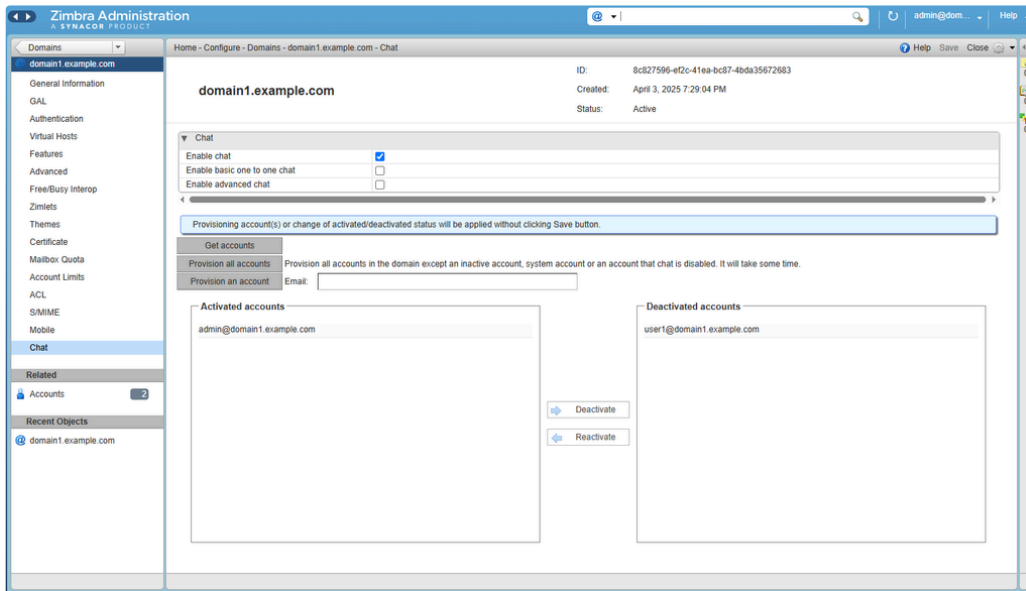 Zimbra Administration
A SYNACOR PRODUCT
@
admin@dom...
Help
Domains
Home - Configure - Domains - domain1.example.com - Chat
Help Save Close
domain1.example.com
General Information
GAL
Authentication
Virtual Hosts
Features
Advanced
Free/Busy Interop
Zimlets
Themes
Certificate
Mailbox Quota
Account Limits
ACL
S/MIME
Mobile
Chat
Related
Accounts 2
Recent Objects
@ domain1.example.com
domain1.example.com
ID: 8c827596-ef2c-41ea-bc87-4bda35672683
Created: April 3, 2025 7:29:04 PM
Status: Active
Chat
Enable chat
Enable basic one to one chat
Enable advanced chat
Provisioning account(s) or change of activated/deactivated status will be applied without clicking Save button.
Get accounts
Provision all accounts Provision all accounts in the domain except an inactive account, system account or an account that chat is disabled. It will take some time.
Provision an account Email:
Activated accounts
admin@domain1.example.com
Deactivate
Reactivate
Deactivated accounts
user1@domain1.example.com